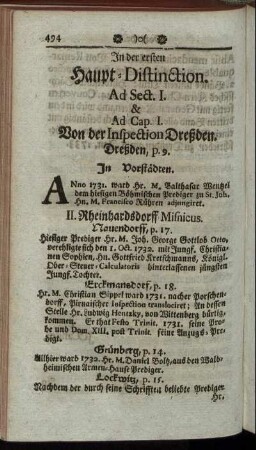 494
In der ersten
Haupt-Distinction.
Ad Sect. I.
&
Ad Cap. I.
Von der Inspection Dreßden.
Dreßden, p. 9.
In Vorstädten.
ANno 1731. ward Hr. M. Balthasar Wentzel
dem hiesigen Böhmischen Prediger zu St. Joh.
Hn. M. Francisco Rühren adjungiret.
II. Rheinhardsdorff Misnicus.
Nauendorff, p. 17.
Hiesiger Prediger Hr. M. Joh. George Gottlob Otto,
verehligte sich den 1. Oct. 1732. mit Jungf. Christia-
nen Sophien, Hn. Gottfried Kretschmanns, Königl.
Ober-Steuer-Calculatoris hinterlassenen jüngsten
Jungf. Tochter.
Erckmansdorf, p. 18.
Hr. M. Christian Gippel ward 1731. nacher Porschen-
dorff, Pirnaischer Inspection transferiret; An dessen
Stelle Hr. Ludwig Hentzky, von Wittenberg bürtig,
kommen. Er that Festo Trinit. 1731. seine Pro-
be und Dom. XIII. post Trinit. seine Anzugs-Pre-
digt.
Grünberg, p. 14.
Allhier ward 1730. Hr. M. Daniel Boltz, aus dem Wald-
heimischen Armen-Hause Prediger.
Lockwitz, p. 15.
Nachdem der durch seine Schrifften beliebte Prediger
Hr.